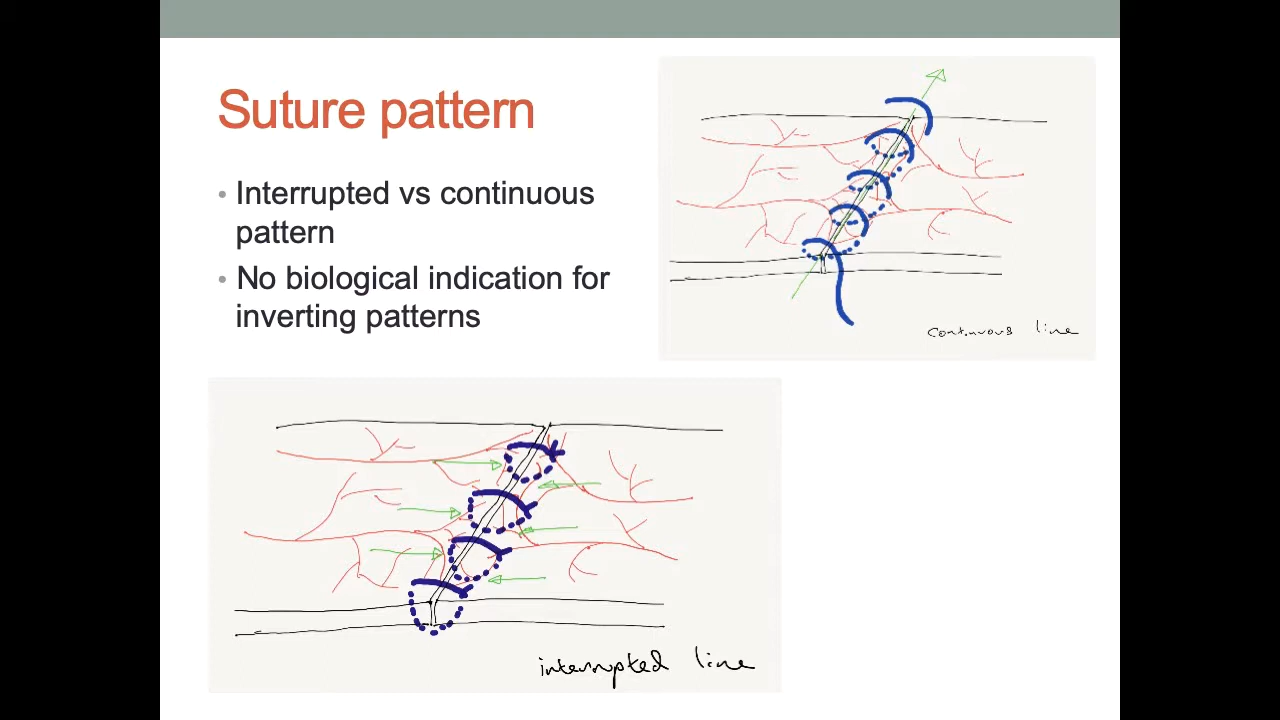 Suture pattern
• Interrupted vs continuous
pattern
• No biological indication for
inverting patterns
continuous line
interrupted line